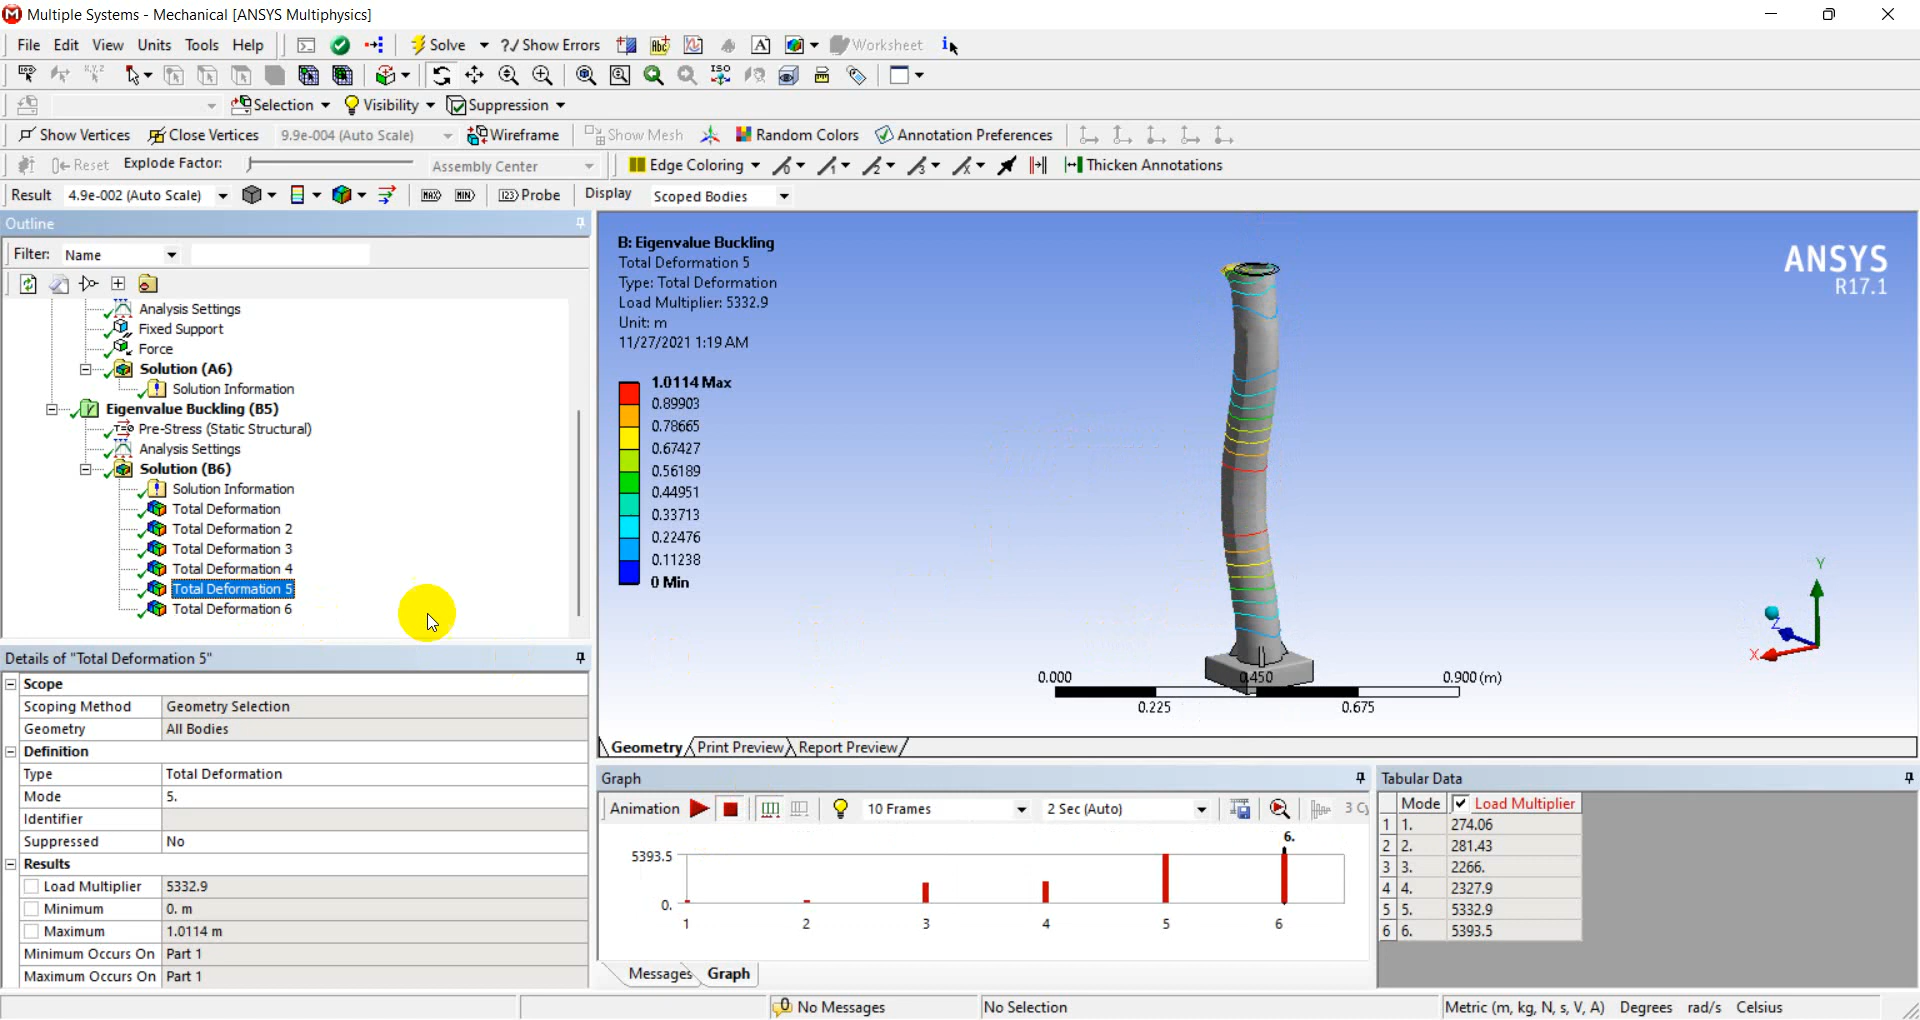 Multiple Systems - Mechanical [ANSYS Multiphysics]
File Edit View Units Tools Help Solve ?/ Show Errors Worksheet
ISO
Selection Visibility Suppression
Show Vertices Close Vertices 9.9e-004 (Auto Scale) Wireframe Show Mesh Random Colors Annotation Preferences
Reset Explode Factor: Assembly Center Edge Coloring Thicken Annotations
Result 4.9e-002 (Auto Scale) MAX MIN Probe Display Scoped Bodies
Outline
Filter: Name
Analysis Settings
Fixed Support
Force
Solution (A6)
Solution Information
Eigenvalue Buckling (B5)
Pre-Stress (Static Structural)
Analysis Settings
Solution (B6)
Solution Information
Total Deformation
Total Deformation 2
Total Deformation 3
Total Deformation 4
Total Deformation 5
Total Deformation 6
Details of "Total Deformation 5"
Scope
Scoping Method Geometry Selection
Geometry All Bodies
Definition
Type Total Deformation
Mode 5.
Identifier
Suppressed No
Results
Load Multiplier 5332.9
Minimum 0. m
Maximum 1.0114 m
Minimum Occurs On Part 1
Maximum Occurs On Part 1
B: Eigenvalue Buckling
Total Deformation 5
Type: Total Deformation
Load Multiplier: 5332.9
Unit: m
11/27/2021 1:19 AM
1.0114 Max
0.89903
0.78665
0.67427
0.56189
0.44951
0.33713
0.22476
0.11238
0 Min
ANSYS
R17.1
Y
Z
X
0.000 0.450 0.900 (m)
0.225 0.675
Geometry Print Preview Report Preview
Graph
Animation 10 Frames 2 Sec (Auto) 3 Cy
6.
5393.5
0.
1 2 3 4 5 6
Messages Graph
Tabular Data
Mode Load Multiplier
1 1. 274.06
2 2. 281.43
3 3. 2266.
4 4. 2327.9
5 5. 5332.9
6 6. 5393.5
0 No Messages No Selection Metric (m, kg, N, s, V, A) Degrees rad/s Celsius